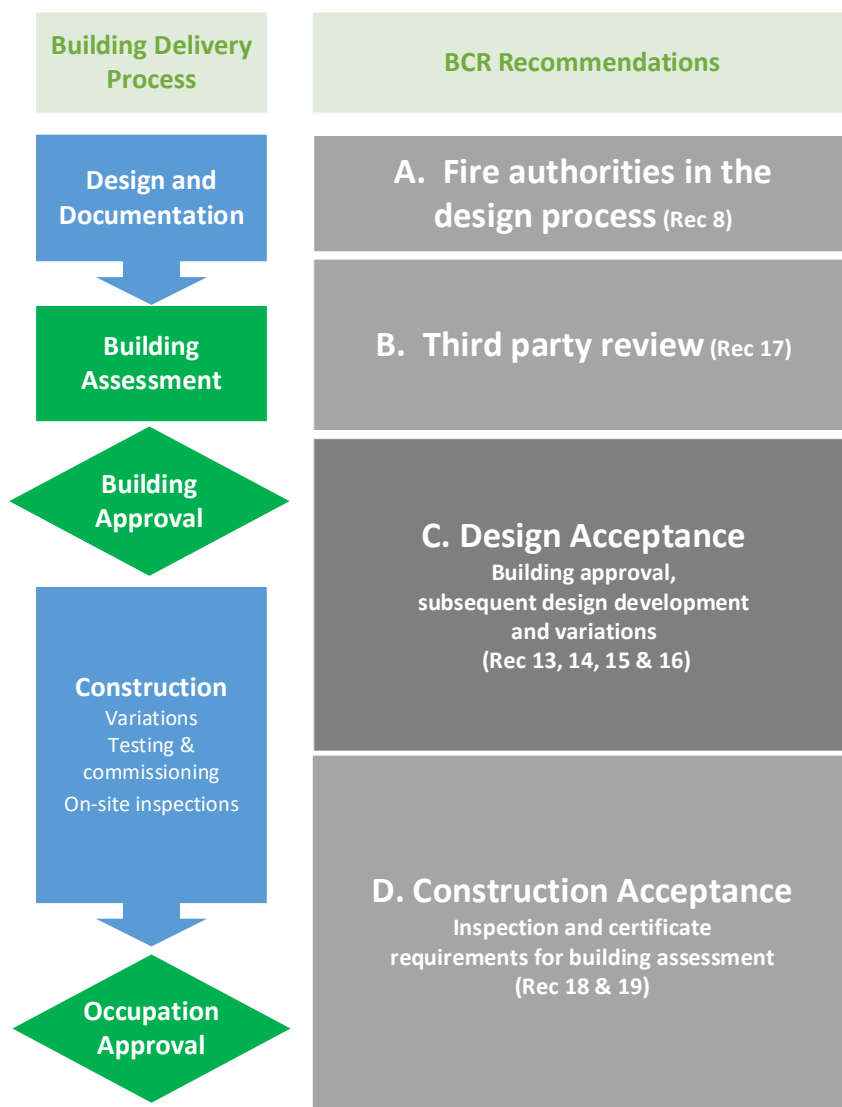 Building Delivery
Process
BCR Recommendations
Design and
Documentation
A. Fire authorities in the
design process (Rec 8)
Building
Assessment
B. Third party review (Rec 17)
Building
Approval
C. Design Acceptance
Building approval,
subsequent design development
and variations
(Rec 13, 14, 15 & 16)
Construction
Variations
Testing &
commissioning
On-site inspections
D. Construction Acceptance
Inspection and certificate
requirements for building assessment
(Rec 18 & 19)
Occupation
Approval